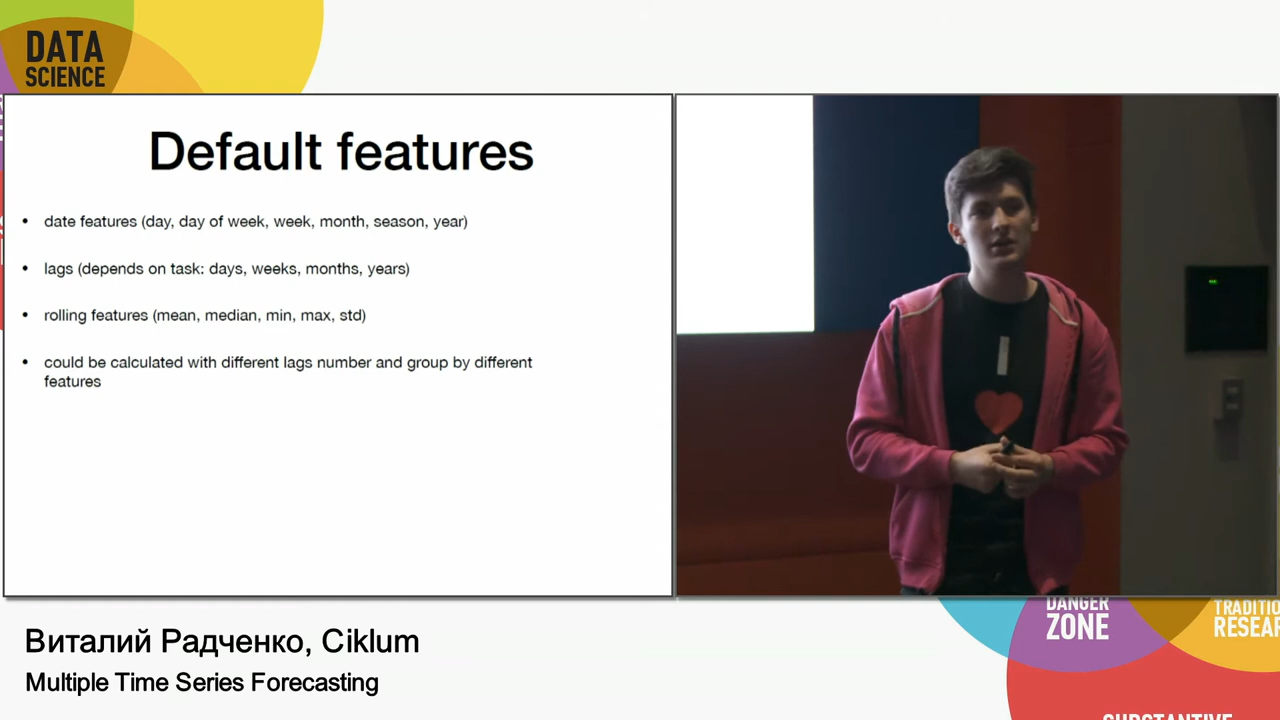 DATA
SCIENCE
Default features
• date features (day, day of week, week, month, season, year)
• lags (depends on task: days, weeks, months, years)
• rolling features (mean, median, min, max, std)
• could be calculated with different lags number and group by different
features
I
DANGER
ZONE
Виталий Радченко, Ciklum
Multiple Time Series Forecasting